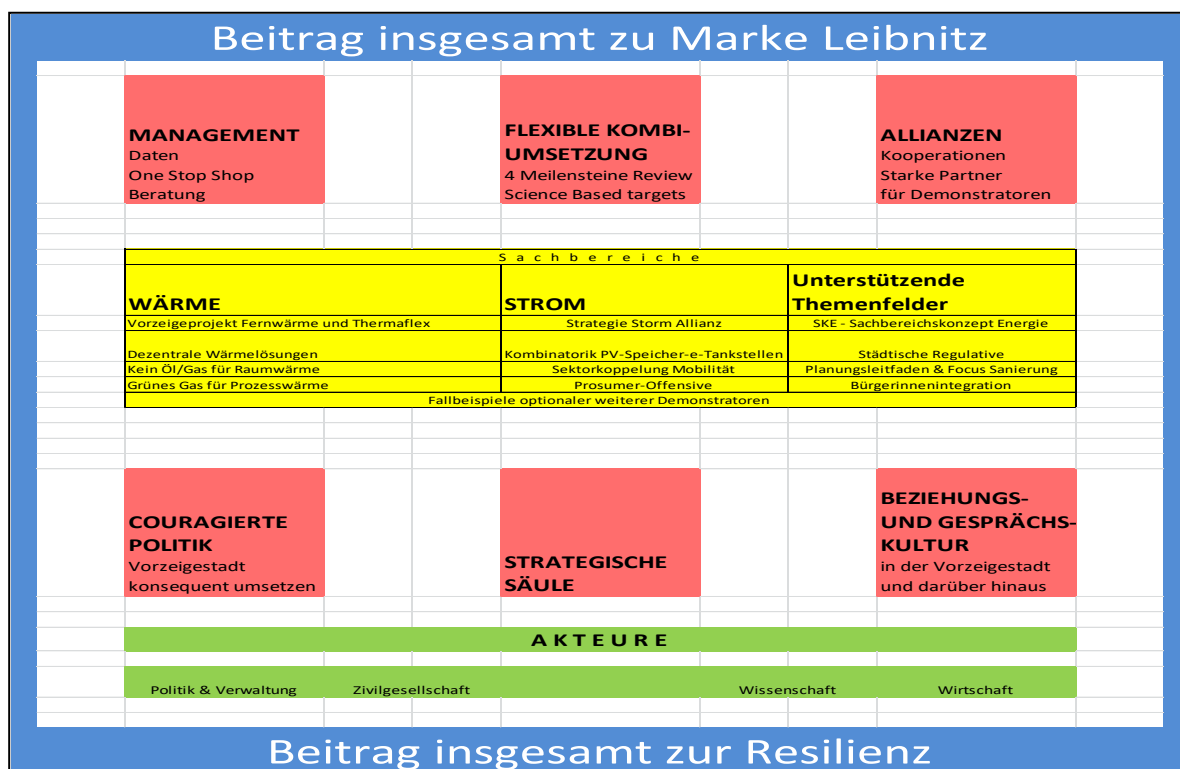 Beitrag insgesamt zu Marke Leibnitz
MANAGEMENT
Daten
One Stop Shop
Beratung
FLEXIBLE KOMBI-
UMSETZUNG
4 Meilensteine Review
Science Based targets
ALLIANZEN
Kooperationen
Starke Partner
für Demonstratoren
Sachbereiche
WÄRME
STROM
Unterstützende
Themenfelder
Vorzeigeprojekt Fernwärme und Thermaflex
Strategie Storm Allianz
SKE - Sachbereichskonzept Energie
Dezentrale Wärmelösungen
Kombinatorik PV-Speicher-e-Tankstellen
Städtische Regulative
Kein Öl/Gas für Raumwärme
Sektorkoppelung Mobilität
Planungsleitfaden & Focus Sanierung
Grünes Gas für Prozesswärme
Prosumer-Offensive
Bürgerinnenintegration
Fallbeispiele optionaler weiterer Demonstratoren
COURAGIERTE
POLITIK
Vorzeigestadt
konsequent umsetzen
STRATEGISCHE
SÄULE
BEZIEHUNGS-
UND GESPRÄCHS-
KULTUR
in der Vorzeigestadt
und darüber hinaus
AKTEURE
Politik & Verwaltung
Zivilgesellschaft
Wissenschaft
Wirtschaft
Beitrag insgesamt zur Resilienz